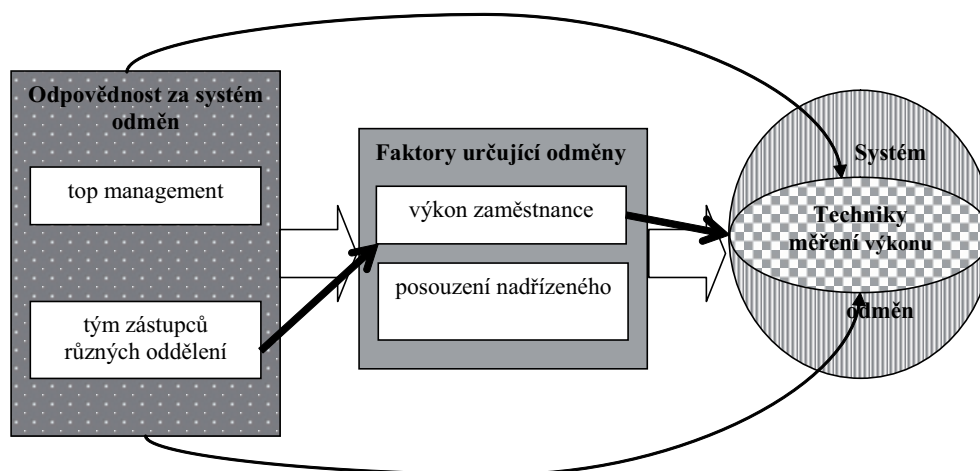 Odpovědnost za systém
odměn
top management
tým zástupců
různých oddělení
Faktory určující odměny
výkon zaměstnance
posouzení nadřízeného
Systém
Techniky
měření výkonu
odměn